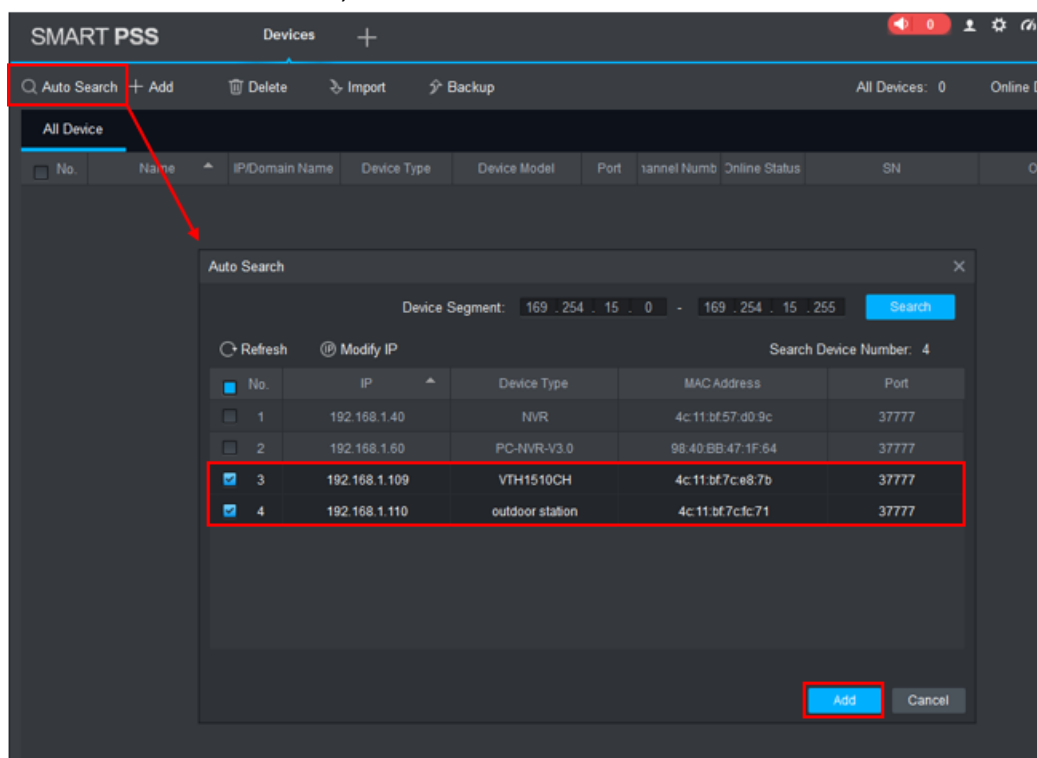 SMART PSS Devices 0
Auto Search Add Delete Import Backup All Devices: 0 Online
All Device
No. Name IP/Domain Name Device Type Device Model Port hannel Numb Online Status SN
Auto Search
Device Segment: 169 . 254 . 15 . 0 - 169 . 254 . 15 . 255 Search
Refresh Modify IP Search Device Number: 4
No. IP Device Type MAC Address Port
1 192.168.1.40 NVR 4c:11:bf:57:d0:9c 37777
2 192.168.1.60 PC-NVR-V3.0 98:40:BB:47:1F:64 37777
3 192.168.1.109 VTH1510CH 4c:11:bf:7c:e8:7b 37777
4 192.168.1.110 outdoor station 4c:11:bf:7c:fc:71 37777
Add Cancel